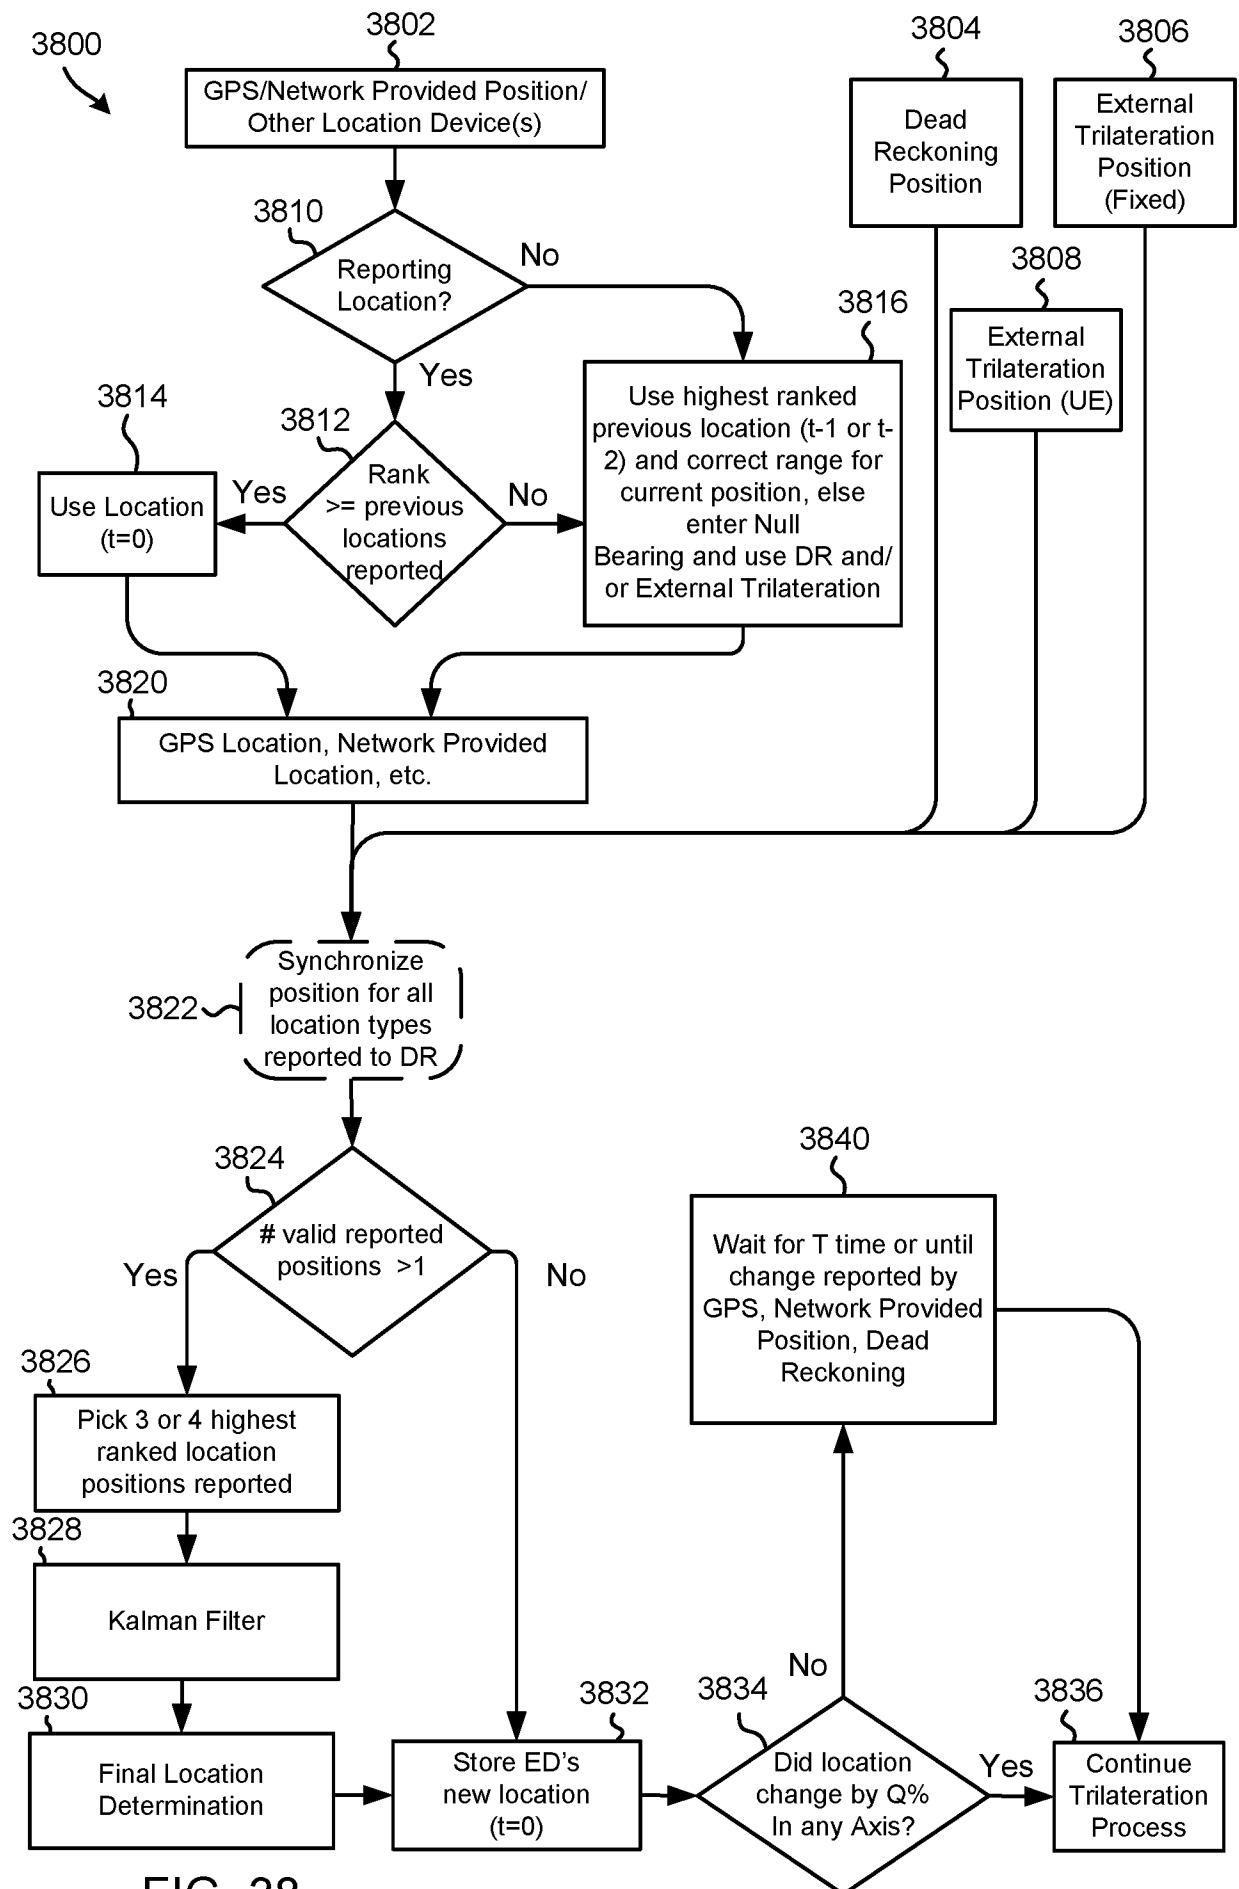 3800
3802
GPS/Network Provided Position/
Other Location Device(s)
3804
Dead
Reckoning
Position
3806
External
Trilateration
Position
(Fixed)
3808
External
Trilateration
Position (UE)
3810
Reporting
Location?
No
Yes
3812
Rank
>= previous
locations
reported
Yes
No
3814
Use Location
(t=0)
3816
Use highest ranked
previous location (t-1 or t-
2) and correct range for
current position, else
enter Null
Bearing and use DR and/
or External Trilateration
3820
GPS Location, Network Provided
Location, etc.
3822
Synchronize
position for all
location types
reported to DR
3824
# valid reported
positions >1
Yes
No
3826
Pick 3 or 4 highest
ranked location
positions reported
3828
Kalman Filter
3830
Final Location
Determination
3832
Store ED's
new location
(t=0)
3834
Did location
change by Q%
In any Axis?
No
Yes
3840
Wait for T time or until
change reported by
GPS, Network Provided
Position, Dead
Reckoning
3836
Continue
Trilateration
Process
FIG. 38